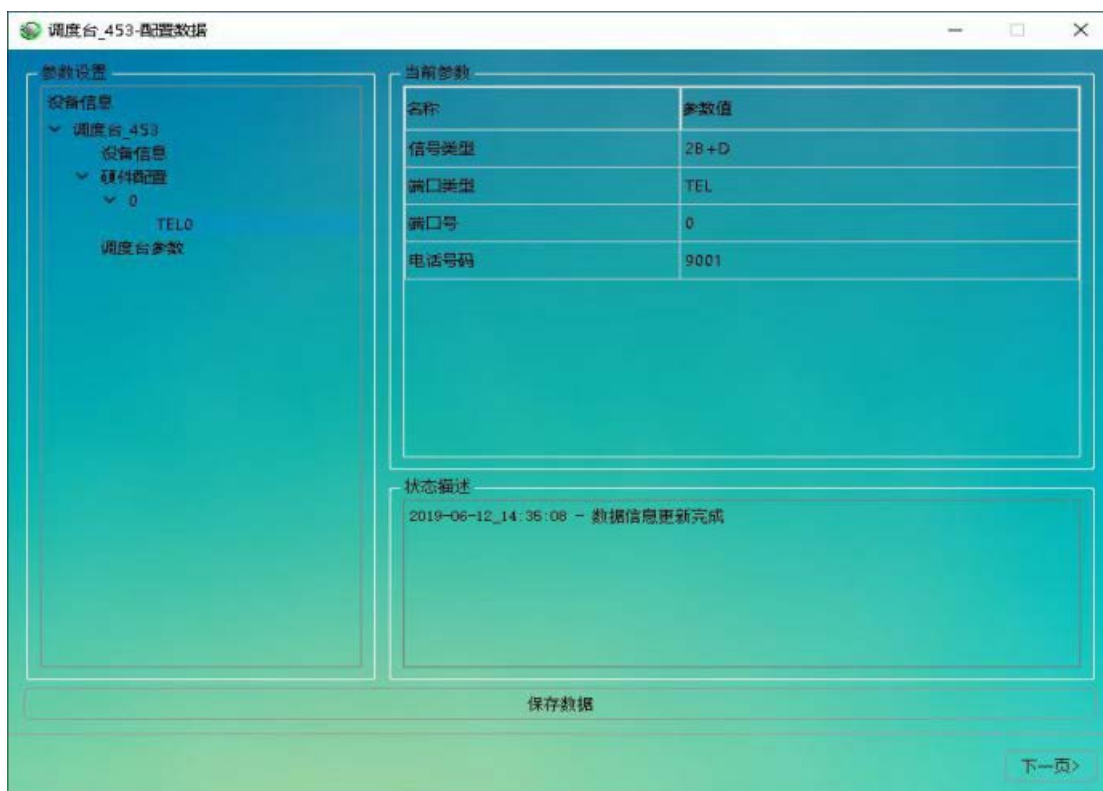 调度台_453-配置数据
参数设置
设备信息
调度台_453
设备信息
硬件配置
0
TEL0
调度台参数
当前参数
名称 参数值
信号类型 2B+D
端口类型 TEL
端口号 0
电话号码 9001
状态描述
2019-06-12_14:35:08 - 数据信息更新完成
保存数据
下一页>